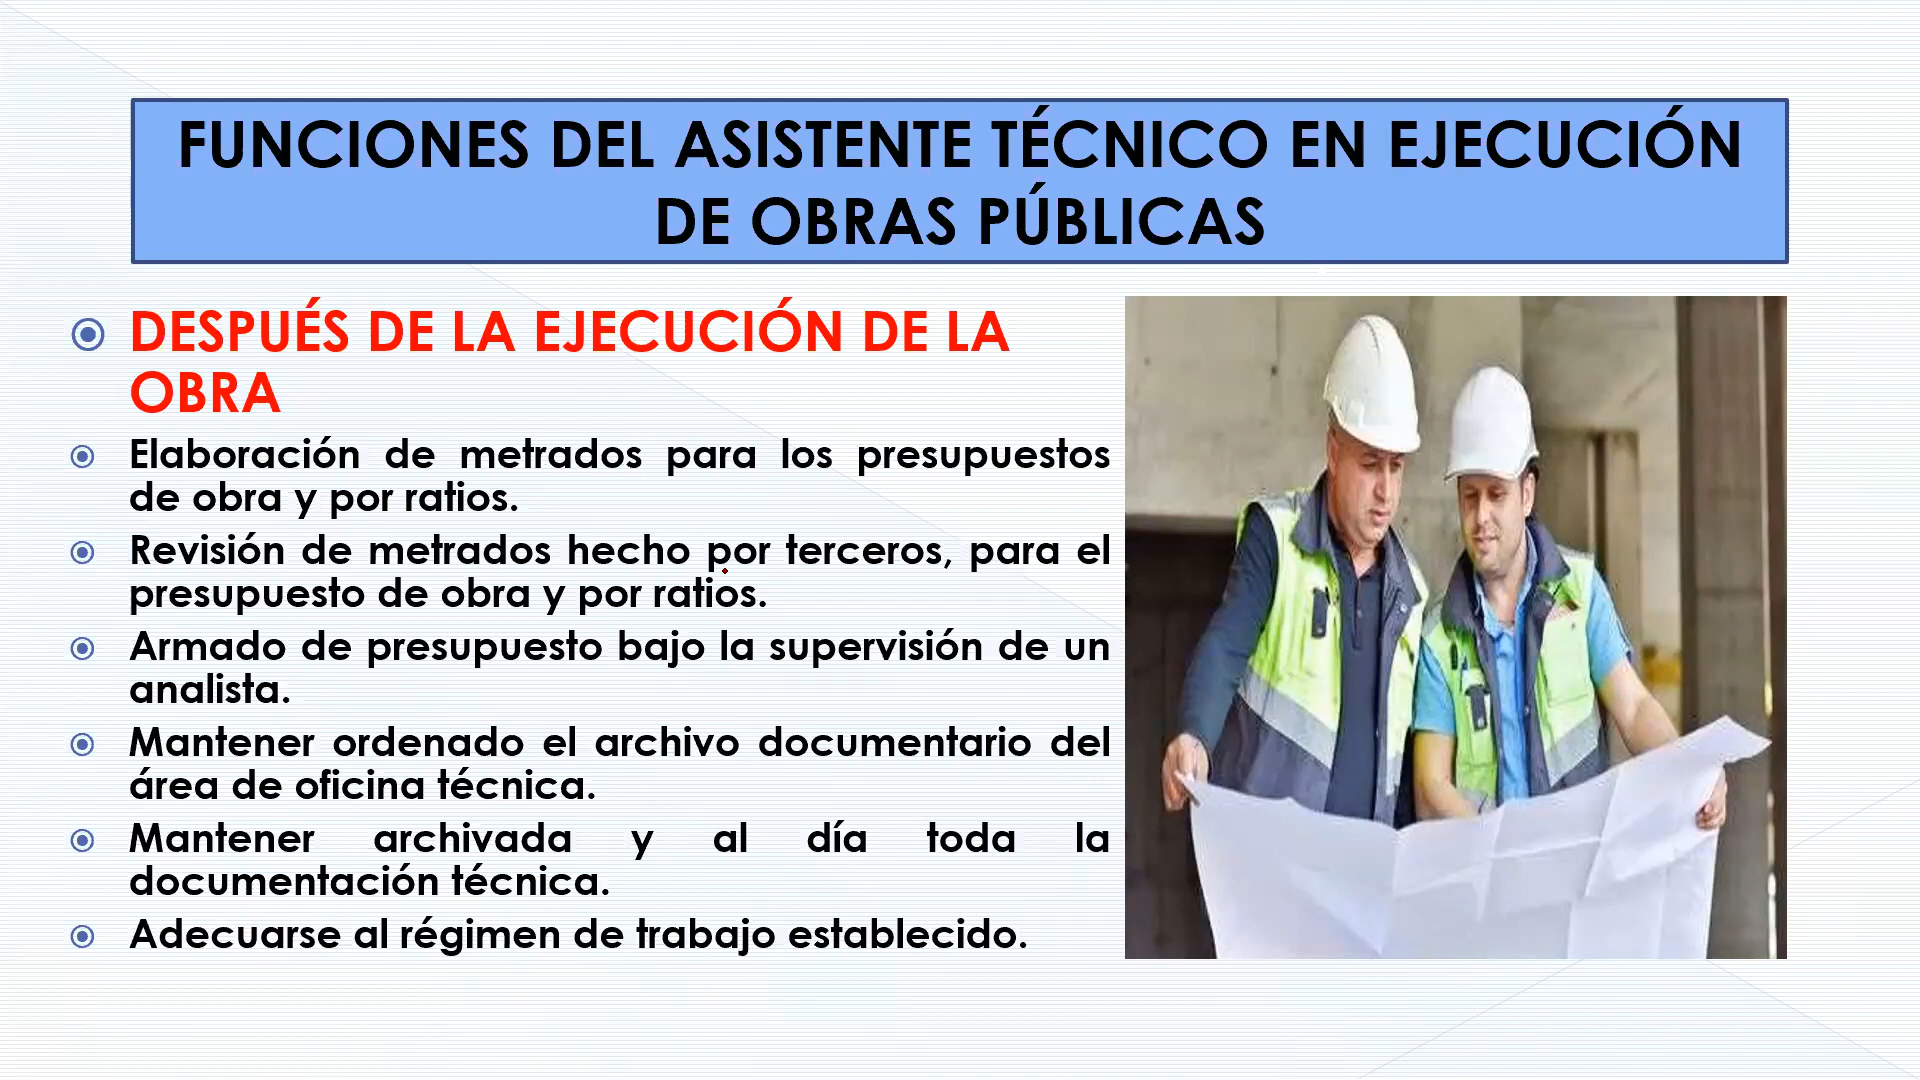 FUNCIONES DEL ASISTENTE TÉCNICO EN EJECUCIÓN
DE OBRAS PÚBLICAS
DESPUÉS DE LA EJECUCIÓN DE LA
OBRA
Elaboración de metrados para los presupuestos
de obra y por ratios.
Revisión de metrados hecho por terceros, para el
presupuesto de obra y por ratios.
Armado de presupuesto bajo la supervisión de un
analista.
Mantener ordenado el archivo documentario del
área de oficina técnica.
Mantener archivada y al día toda la
documentación técnica.
Adecuarse al régimen de trabajo establecido.